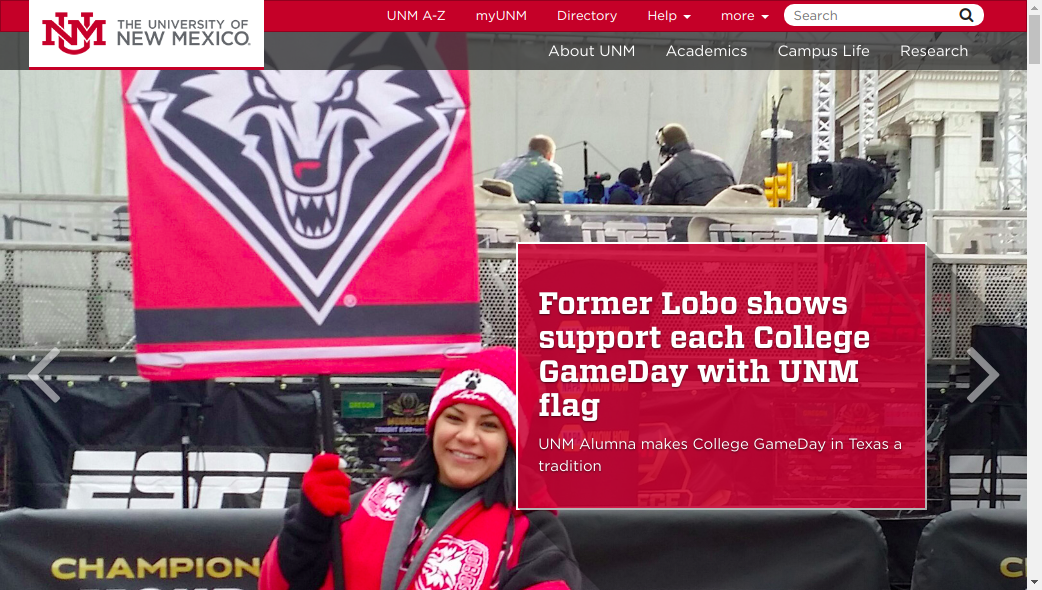 THE UNIVERSITY OF
NEW MEXICO
UNM A-Z myUNM Directory Help more Search
About UNM Academics Campus Life Research
Former Lobo shows
support each College
GameDay with UNM
flag
UNM Alumna makes College GameDay in Texas a
tradition
OREGON
ESPN
CHAMPION